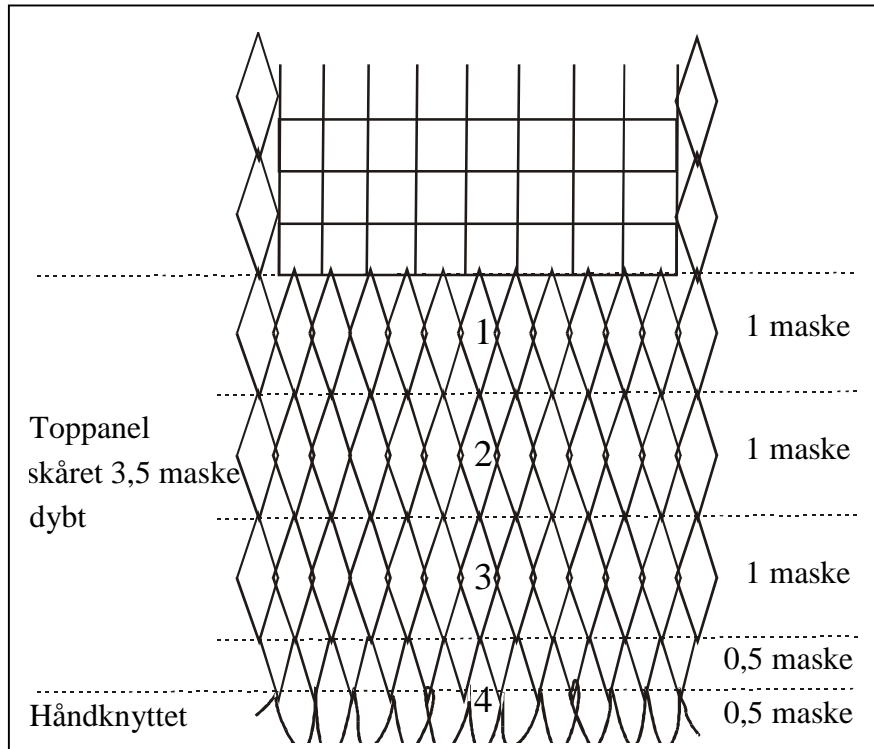 1
1 maske
Toppanel
skåret 3,5 maske
dybt
2
1 maske
3
1 maske
0,5 maske
Håndknyttet
4
0,5 maske